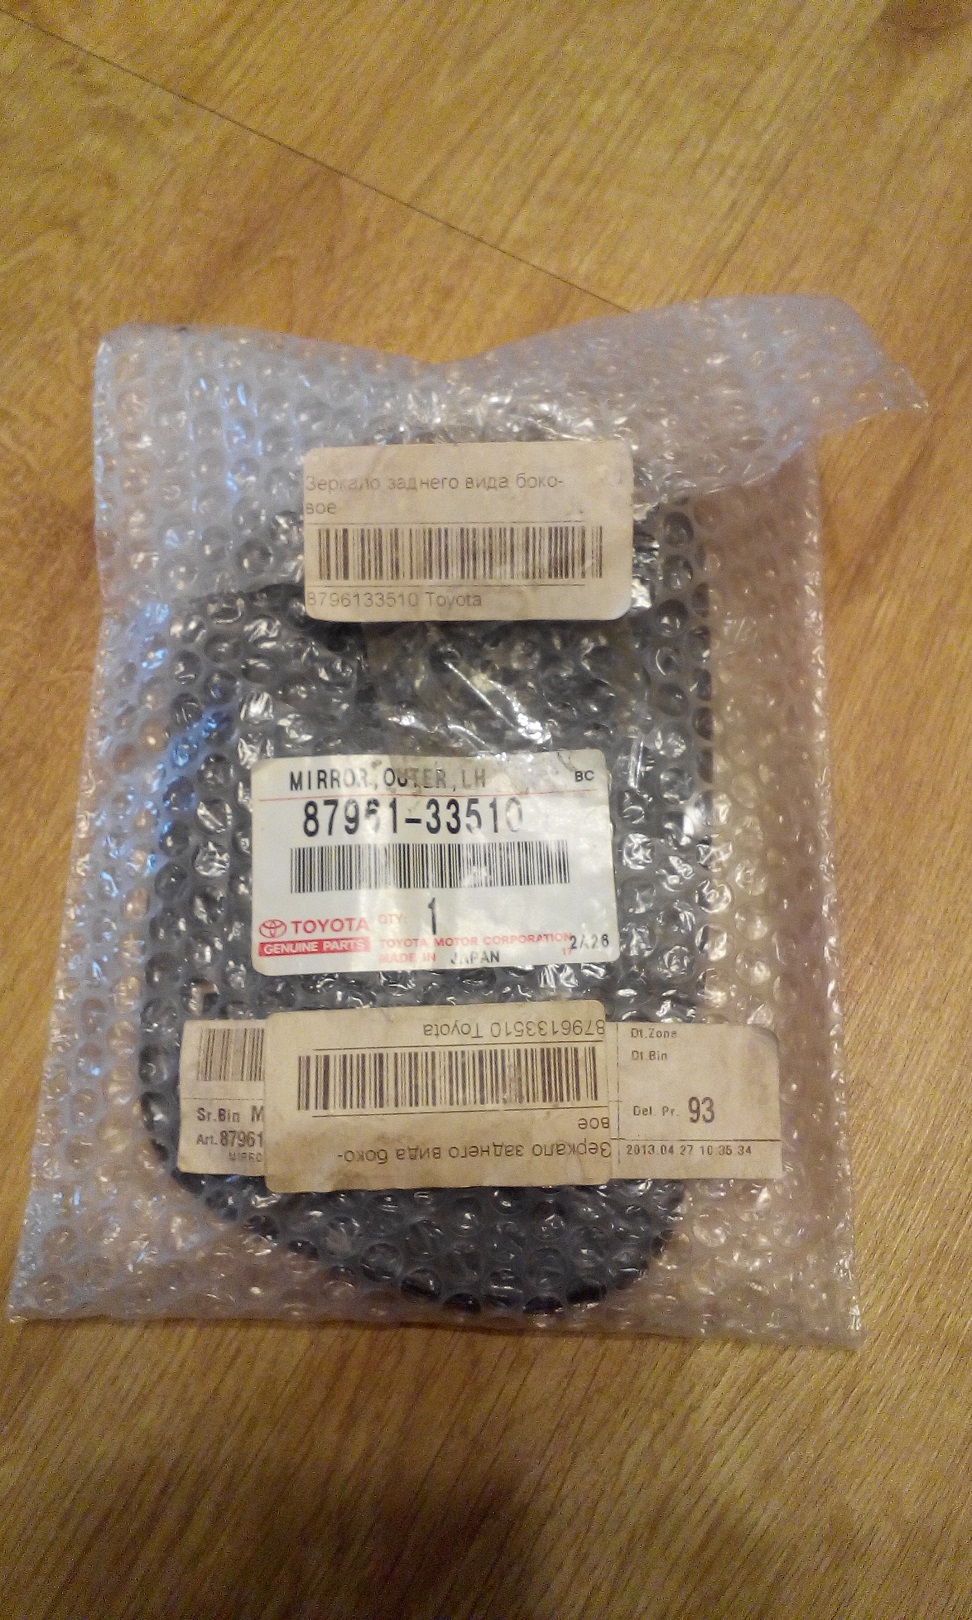 Зеркало заднего вида боко-
вое
8796133510 Toyota
MIRROR,OUTER,LH
BC
87961-33510
QTY. 1
TOYOTA
GENUINE PARTS
TOYOTA MOTOR CORPORATION
MADE IN JAPAN
2A26
Sr.Bin M
Art. 87961
Зеркало заднего вида боко-
вое
8796133510 Toyota
Dt.Zone
Dt.Bin
Del. Pr. 93
2013.04.27 10:35:34